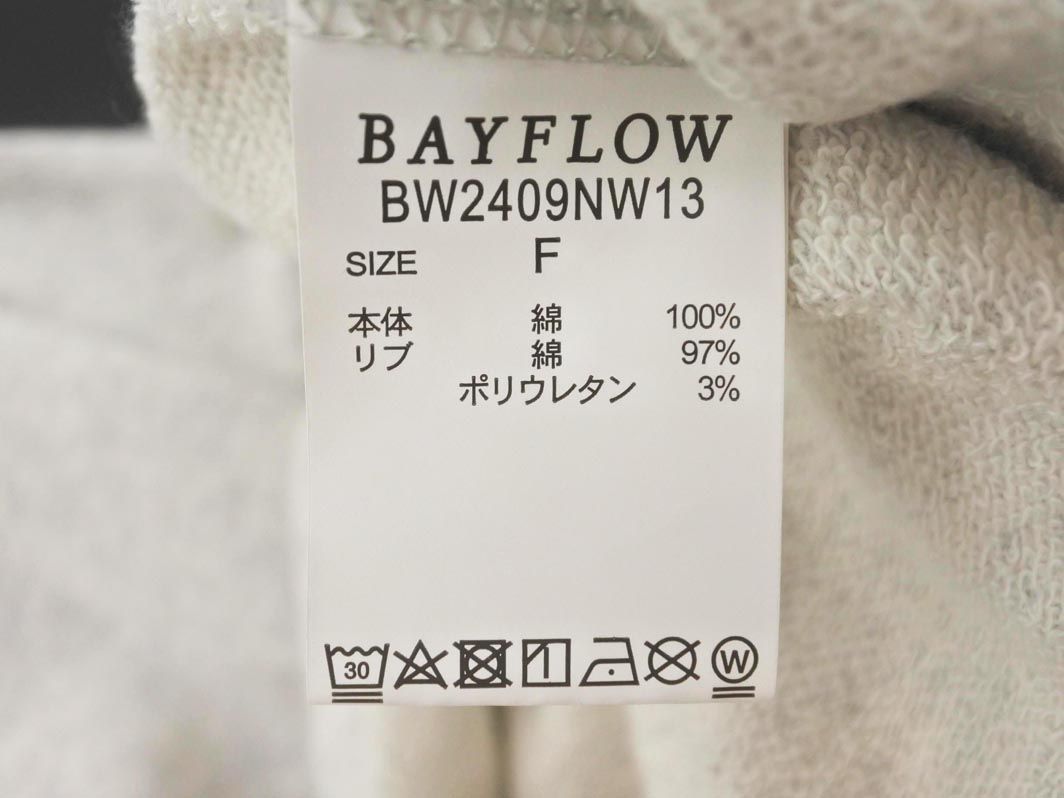 BAYFLOW
BW2409NW13
SIZE F
本体 綿 100%
リブ 綿 97%
ポリウレタン 3%
30 W